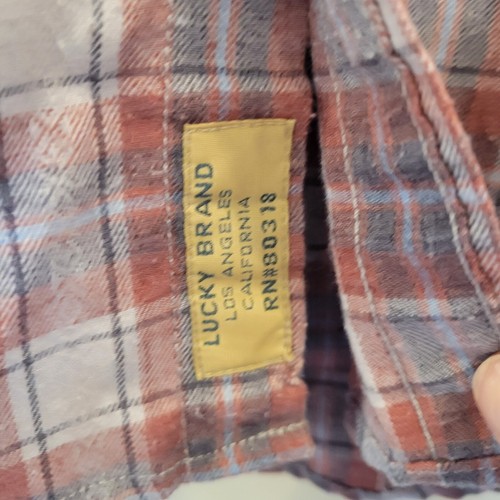 LUCKY BRAND
LOS ANGELES
CALIFORNIA
RN#80318